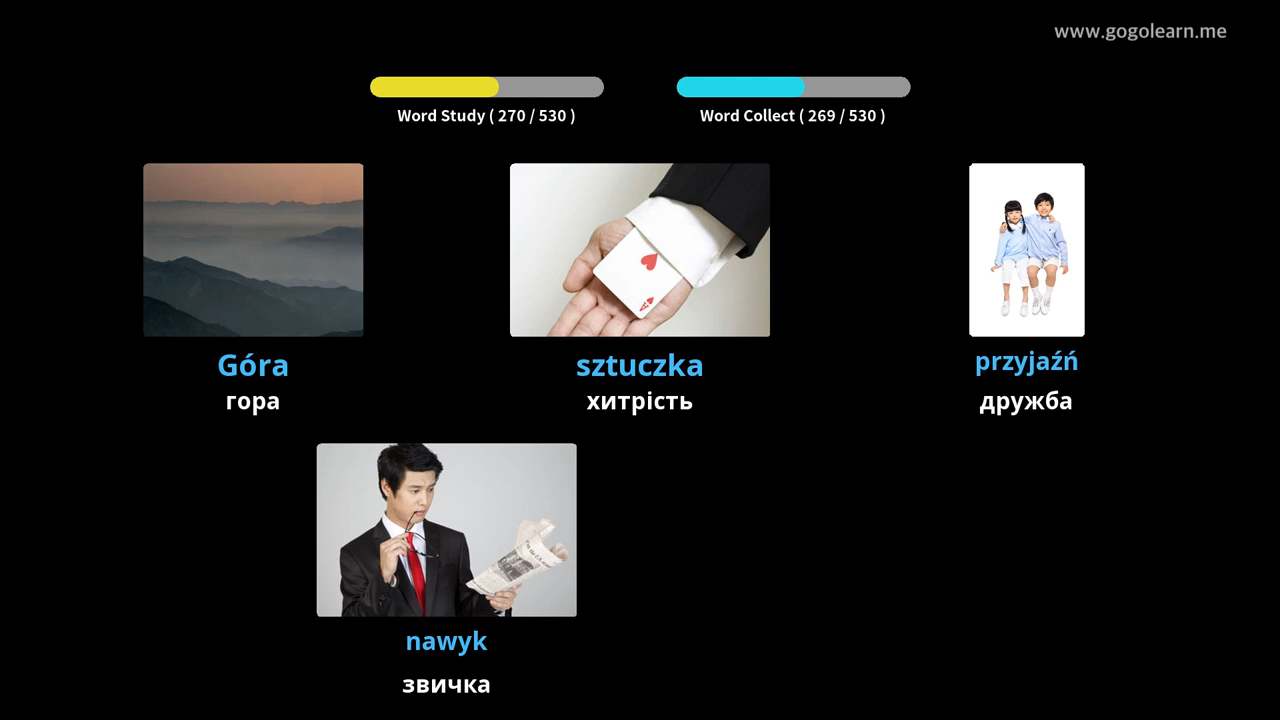 www.gogolearn.me
Word Study ( 270 / 530 )
Word Collect ( 269 / 530 )
Góra
гора
sztuczka
хитрість
przyjaźń
дружба
nawyk
звичка